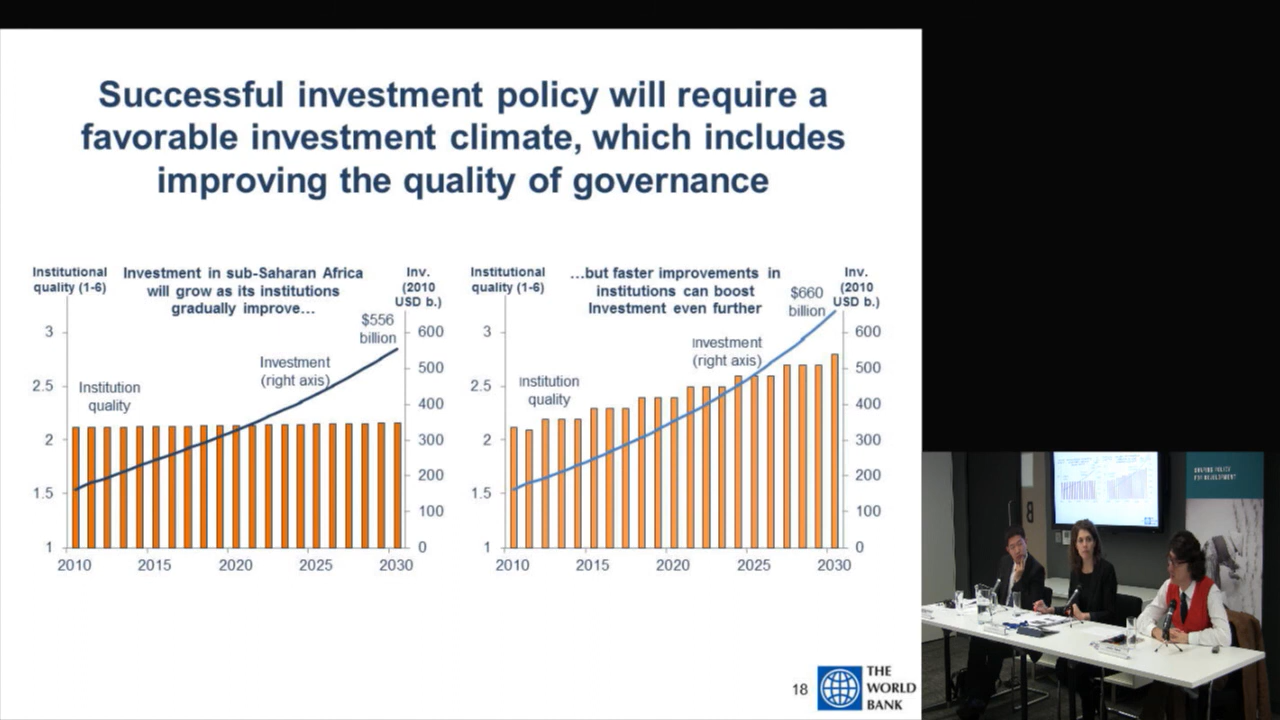 Successful investment policy will require a
favorable investment climate, which includes
improving the quality of governance
Institutional
quality (1-6)
Investment in sub-Saharan Africa
will grow as its institutions
gradually improve…
Inv.
(2010
USD b.)
$556
billion
Investment
(right axis)
Institution
quality
3
2.5
2
1.5
1
600
500
400
300
200
100
0
2010 2015 2020 2025 2030
Institutional
quality (1-6)
…but faster improvements in
institutions can boost
Investment even further
Inv.
(2010
USD b.)
$660
billion
Investment
(right axis)
Institution
quality
3
2.5
2
1.5
1
600
500
400
300
200
100
0
2010 2015 2020 2025 2030
18
THE
WORLD
BANK